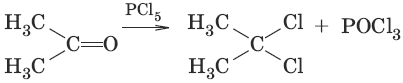 H₃C PCl₅ H₃C Cl + POCl₃
C=O C
H₃C H₃C Cl